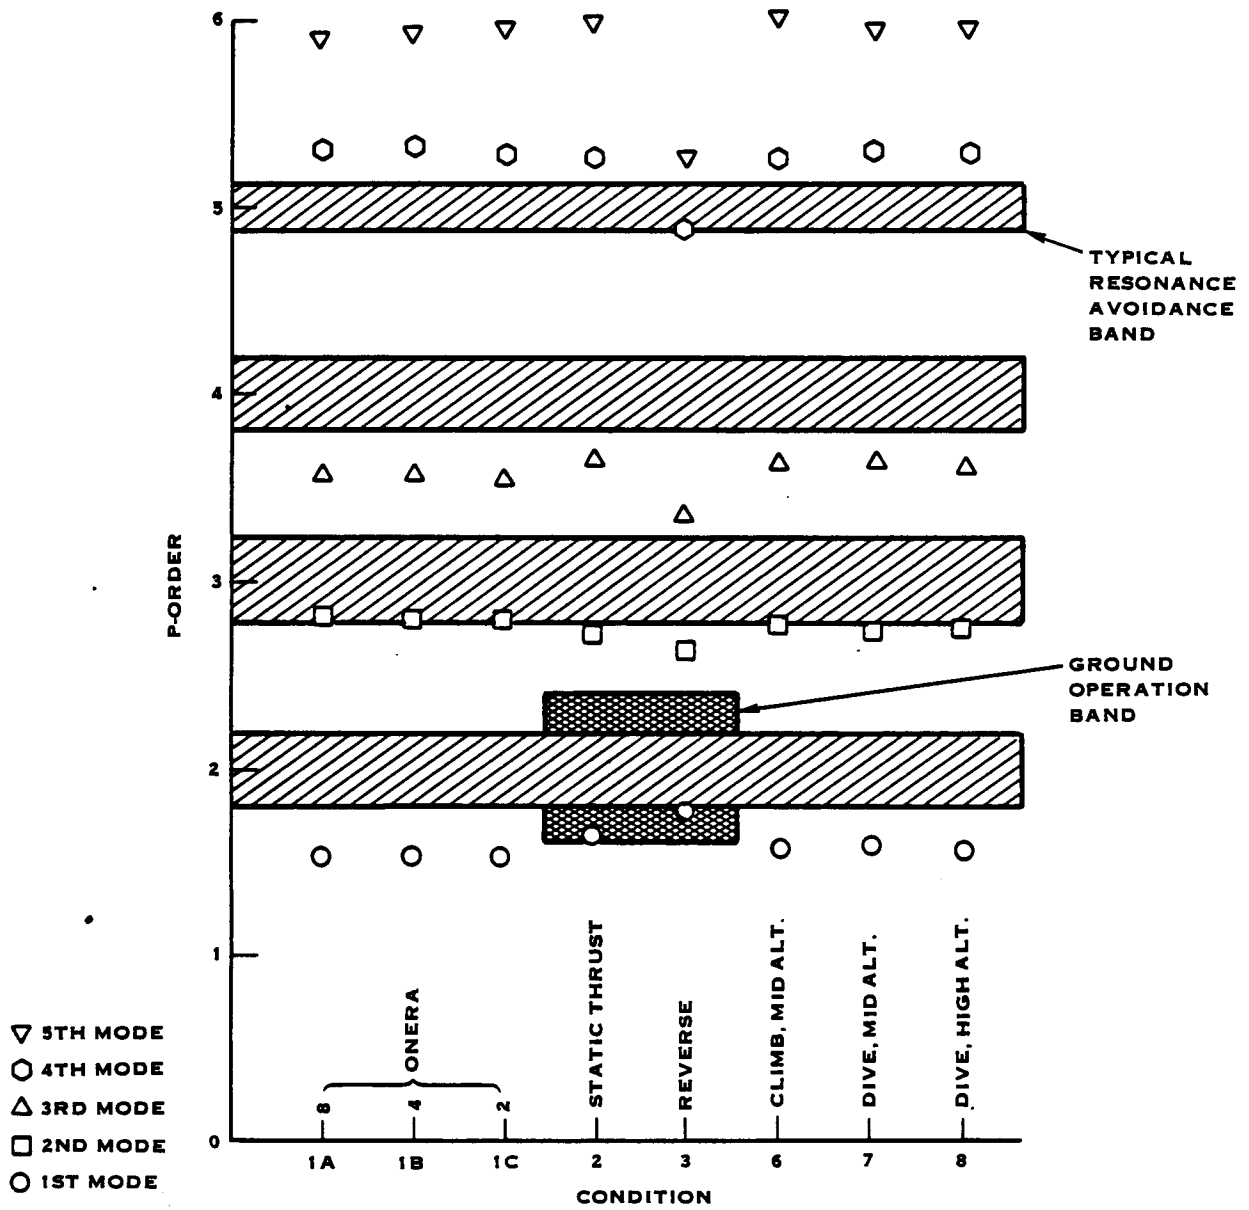 6
5
4
3
2
1
0
P-ORDER
TYPICAL
RESONANCE
AVOIDANCE
BAND
GROUND
OPERATION
BAND
ONERA
8
4
2
STATIC THRUST
REVERSE
CLIMB, MID ALT.
DIVE, MID ALT.
DIVE, HIGH ALT.
1A
1B
1C
2
3
6
7
8
CONDITION
5TH MODE
4TH MODE
3RD MODE
2ND MODE
1ST MODE